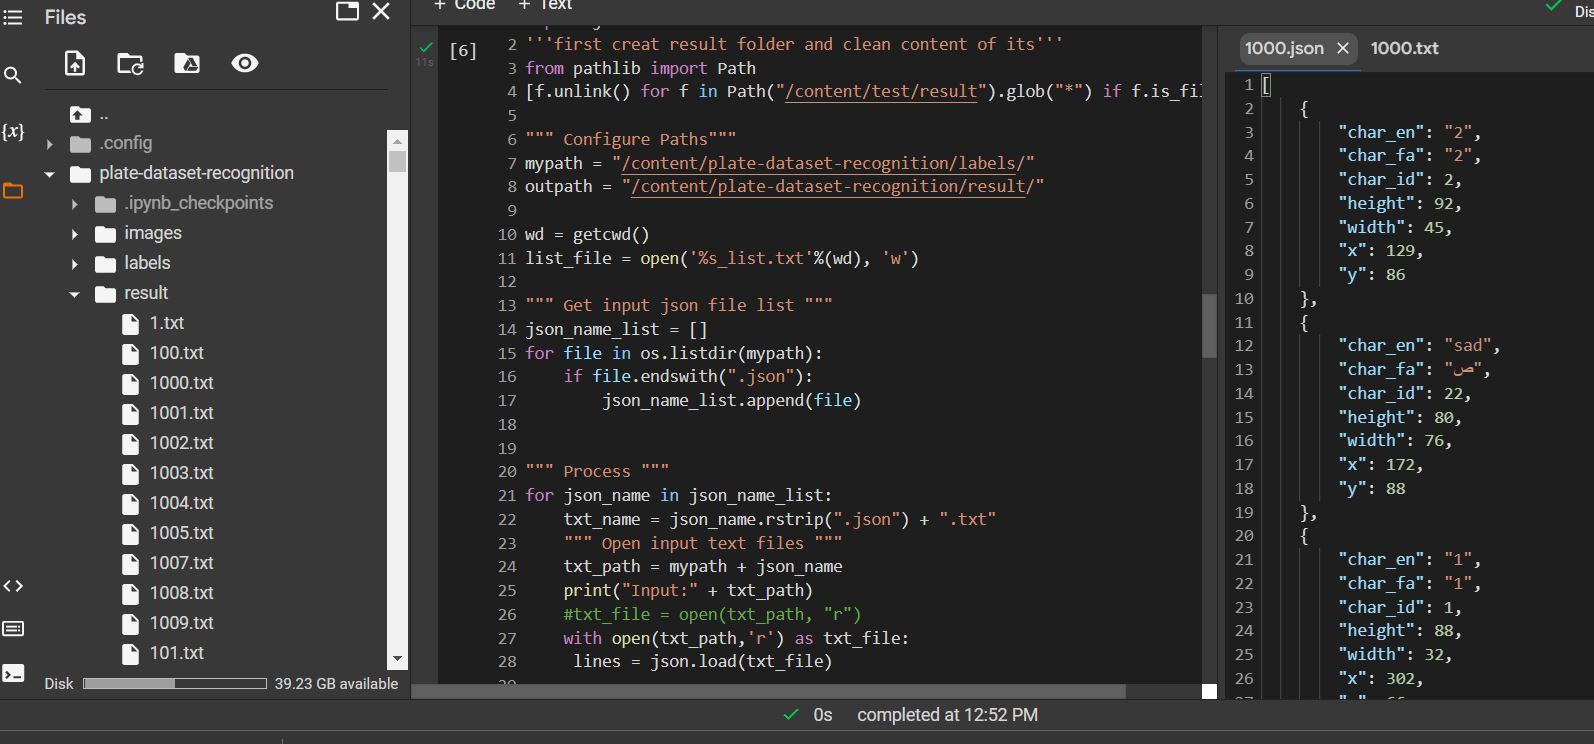 Files
..
.config
plate-dataset-recognition
.ipynb_checkpoints
images
labels
result
1.txt
100.txt
1000.txt
1001.txt
1002.txt
1003.txt
1004.txt
1005.txt
1007.txt
1008.txt
1009.txt
101.txt
Disk 39.23 GB available
{x}
+ Code + Text
[6]
11s
2 '''first creat result folder and clean content of its'''
3 from pathlib import Path
4 [f.unlink() for f in Path("/content/test/result").glob("*") if f.is_fil
5
6 """ Configure Paths"""
7 mypath = "/content/plate-dataset-recognition/labels/"
8 outpath = "/content/plate-dataset-recognition/result/"
9
10 wd = getcwd()
11 list_file = open('%s_list.txt'%(wd), 'w')
12
13 """ Get input json file list """
14 json_name_list = []
15 for file in os.listdir(mypath):
16 if file.endswith(".json"):
17 json_name_list.append(file)
18
19
20 """ Process """
21 for json_name in json_name_list:
22 txt_name = json_name.rstrip(".json") + ".txt"
23 """ Open input text files """
24 txt_path = mypath + json_name
25 print("Input:" + txt_path)
26 #txt_file = open(txt_path, "r")
27 with open(txt_path,'r') as txt_file:
28 lines = json.load(txt_file)
Dis
1000.json 1000.txt
1 [
2 {
3 "char_en": "2",
4 "char_fa": "2",
5 "char_id": 2,
6 "height": 92,
7 "width": 45,
8 "x": 129,
9 "y": 86
10 },
11 {
12 "char_en": "sad",
13 "char_fa": "ص",
14 "char_id": 22,
15 "height": 80,
16 "width": 76,
17 "x": 172,
18 "y": 88
19 },
20 {
21 "char_en": "1",
22 "char_fa": "1",
23 "char_id": 1,
24 "height": 88,
25 "width": 32,
26 "x": 302,
0s completed at 12:52 PM